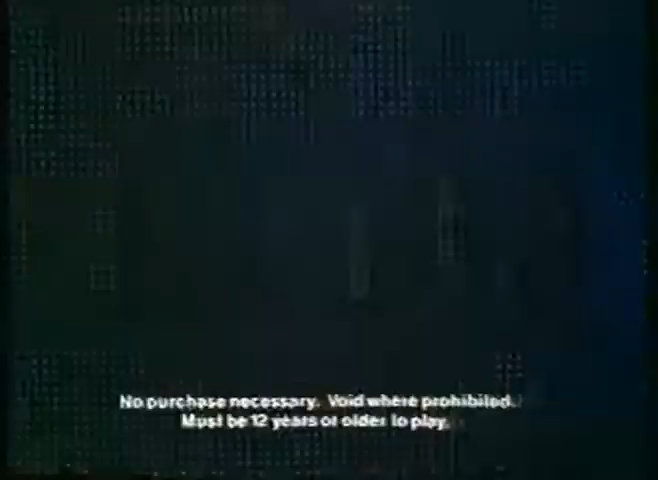 No purchase necessary. Void where prohibited.
Must be 12 years or older to play.